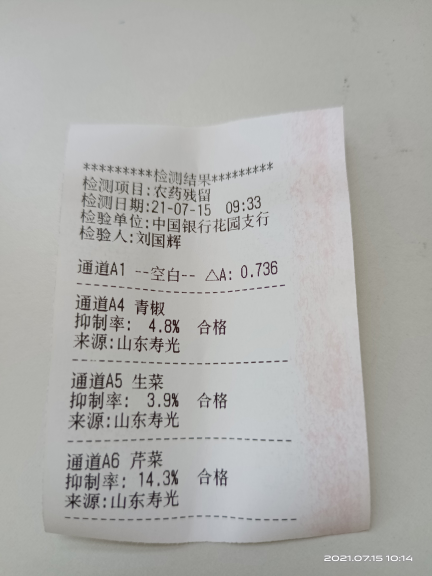 *********检测结果*********
检测项目:农药残留
检测日期:21-07-15 09:33
检验单位:中国银行花园支行
检验人:刘国辉
通道A1 --空白-- △A: 0.736
通道A4 青椒
抑制率: 4.8% 合格
来源:山东寿光
通道A5 生菜
抑制率: 3.9% 合格
来源:山东寿光
通道A6 芹菜
抑制率: 14.3% 合格
来源:山东寿光
2021.07.15 10:14